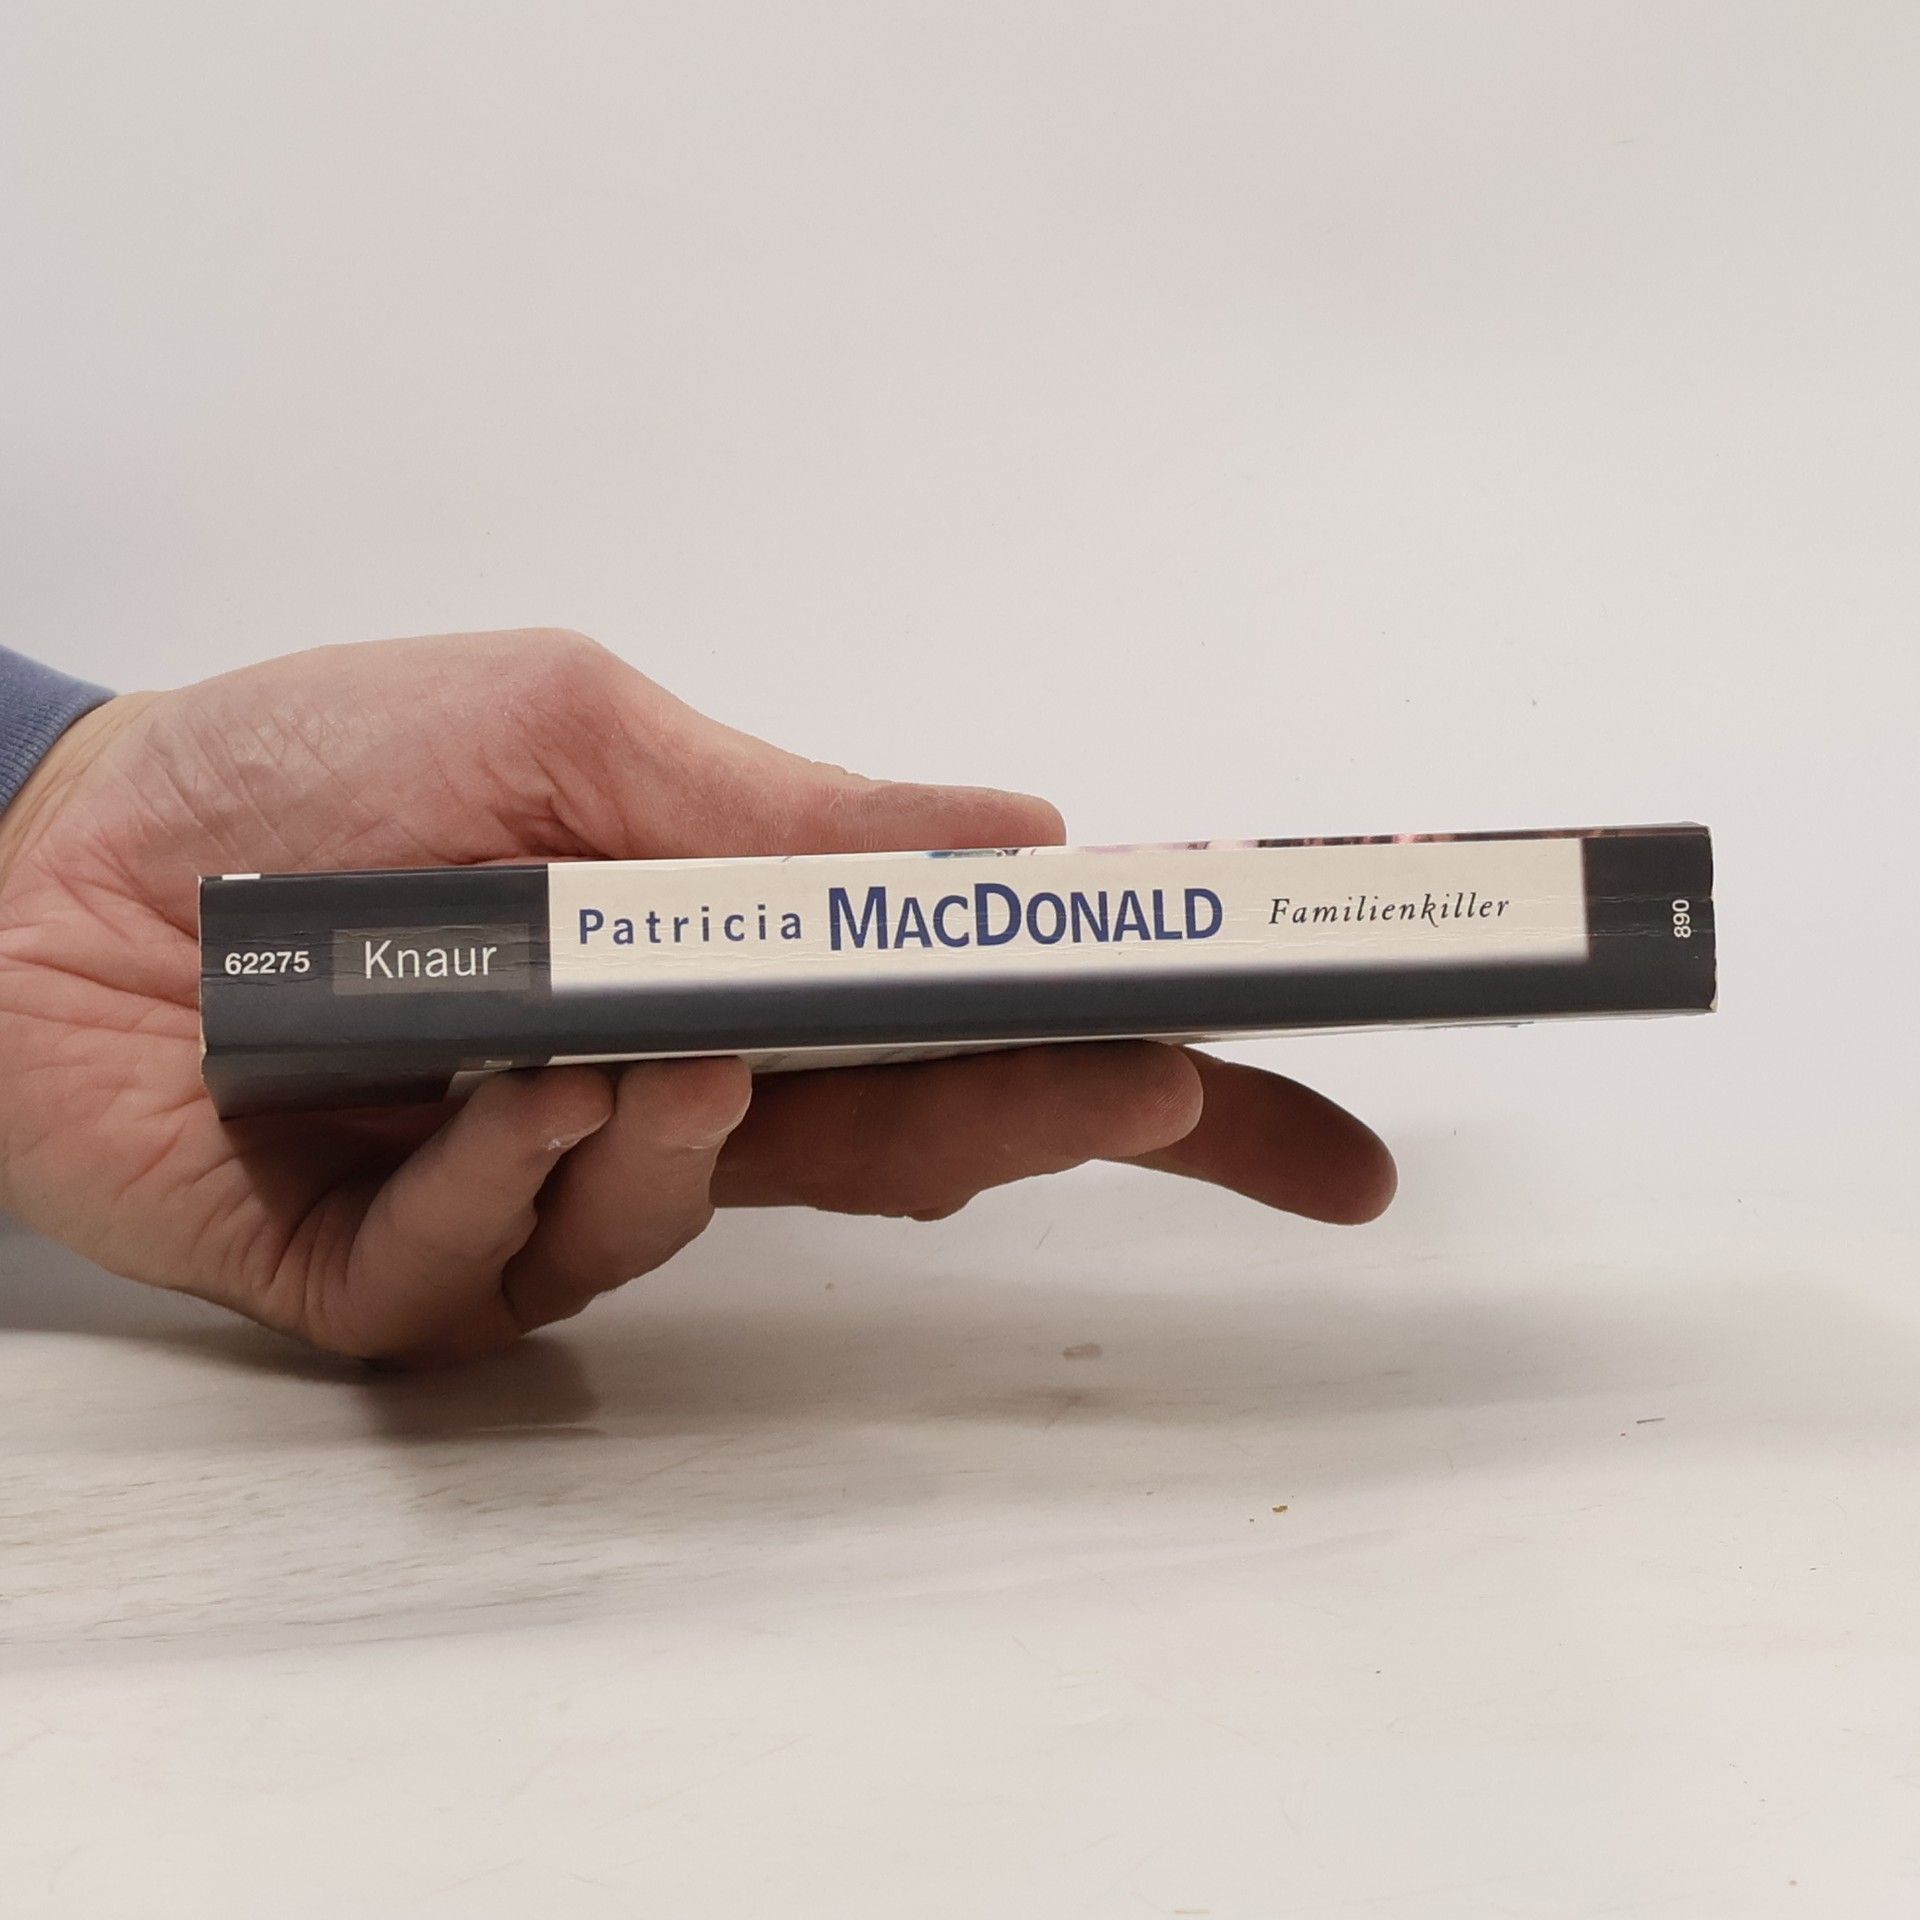 62275 Knaur Patricia MACDONALD Familienkiller 890